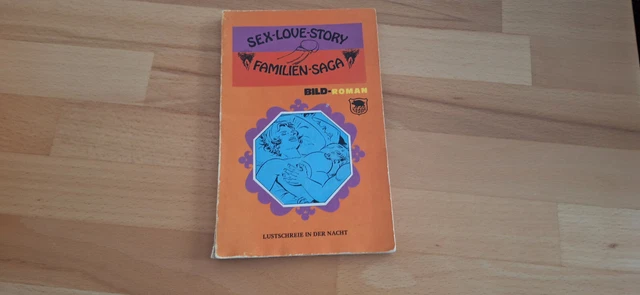 SEX-LOVE-STORY
FAMILIEN-SAGA
BILD-ROMAN
LUSTSCHREIE IN DER NACHT